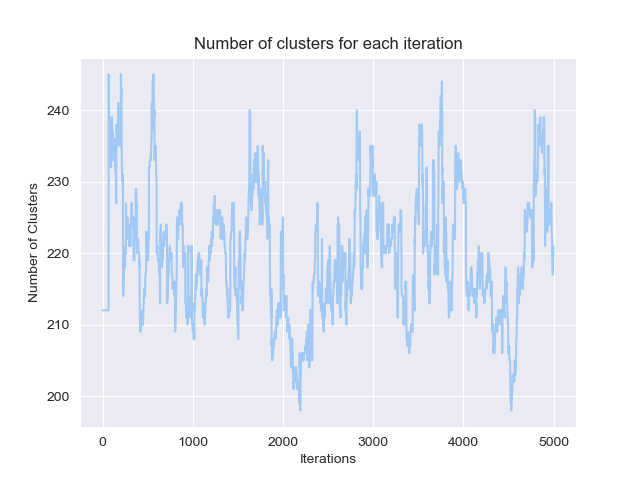 Number of clusters for each iteration
Number of Clusters
240
230
220
210
200
0 1000 2000 3000 4000 5000
Iterations